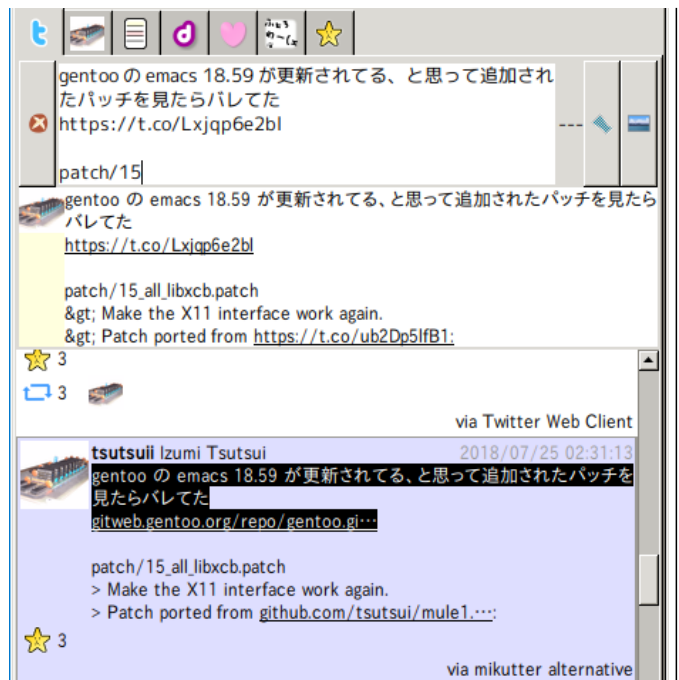 gentoo の emacs 18.59 が更新されてる、と思って追加され
たパッチを見たらバレてた
https://t.co/Lxjqp6e2bl
---
patch/15
gentoo の emacs 18.59 が更新されてる、と思って追加されたパッチを見たら
バレてた
https://t.co/Lxjqp6e2bl
patch/15_all_libxcb.patch
&gt; Make the X11 interface work again.
&gt; Patch ported from https://t.co/ub2Dp5lfB1:
3
3
via Twitter Web Client
tsutsuii Izumi Tsutsui 2018/07/25 02:31:13
gentoo の emacs 18.59 が更新されてる、と思って追加されたパッチを
見たらバレてた
gitweb.gentoo.org/repo/gentoo.gi…
patch/15_all_libxcb.patch
> Make the X11 interface work again.
> Patch ported from github.com/tsutsui/mule1.…:
3
via mikutter alternative